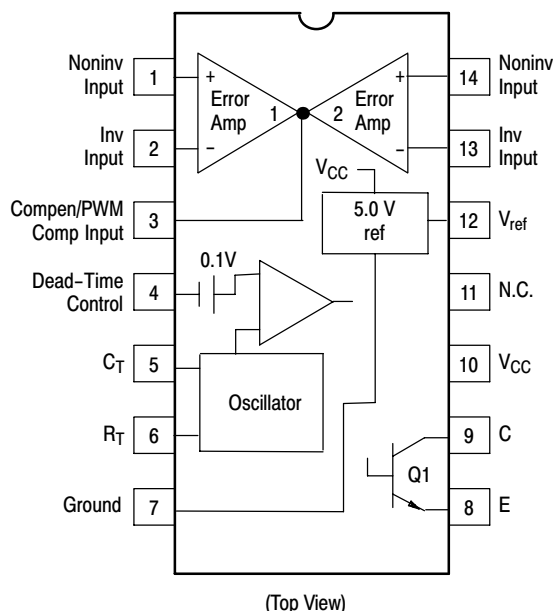 Noninv
Input
1
+
Error
Amp
1
2
Error
Amp
+
14
Noninv
Input
Inv
Input
2
−
−
13
Inv
Input
VCC
Compen/PWM
Comp Input
3
5.0 V
ref
12
Vref
0.1V
Dead−Time
Control
4
11
N.C.
CT
5
10
VCC
Oscillator
RT
6
9
C
Q1
Ground
7
8
E
(Top View)